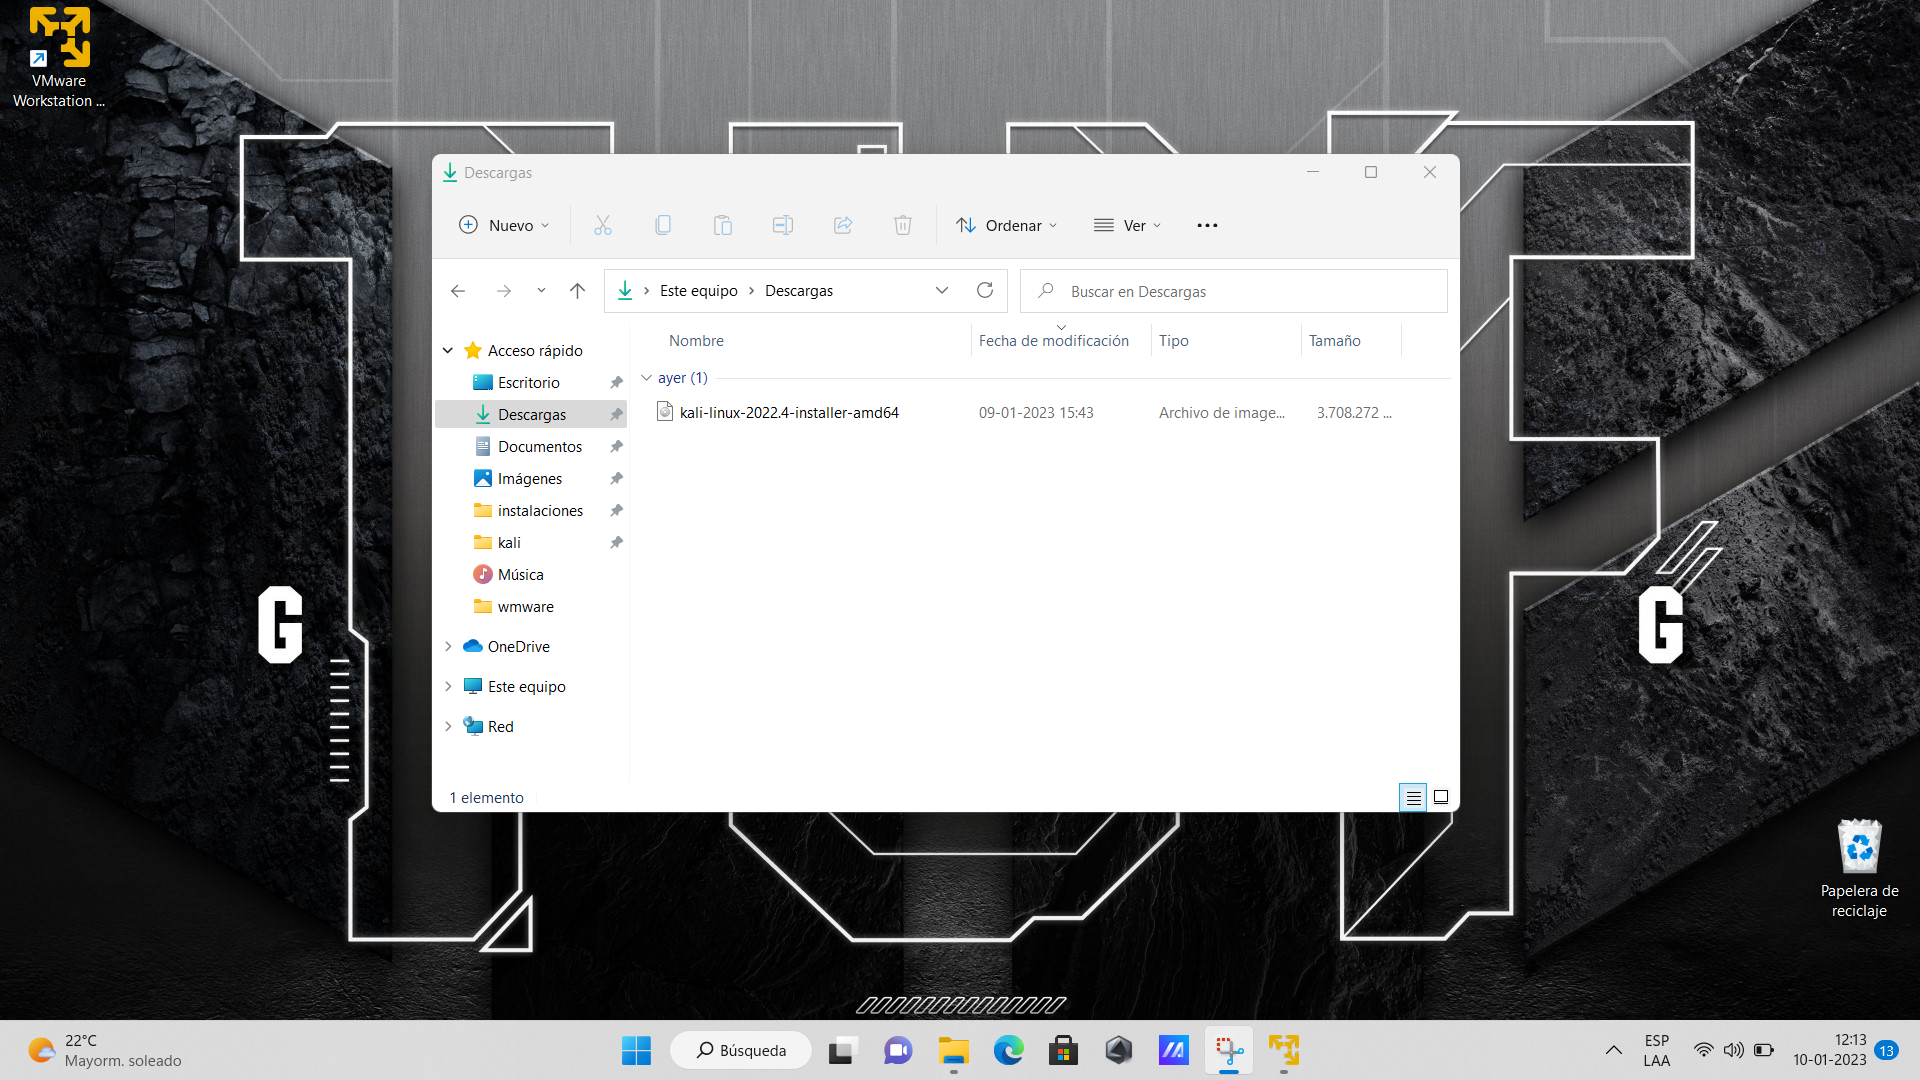 VMware
Workstation ...
Descargas
Nuevo
Ordenar
Ver
Este equipo
Descargas
Buscar en Descargas
Nombre
Fecha de modificación
Tipo
Tamaño
Acceso rápido
Escritorio
Descargas
Documentos
Imágenes
instalaciones
kali
Música
wmware
OneDrive
Este equipo
Red
ayer (1)
kali-linux-2022.4-installer-amd64
09-01-2023 15:43
Archivo de image...
3.708.272 ...
1 elemento
G
G
Papelera de
reciclaje
22°C
Mayorm. soleado
Búsqueda
ESP
LAA
12:13
10-01-2023
13